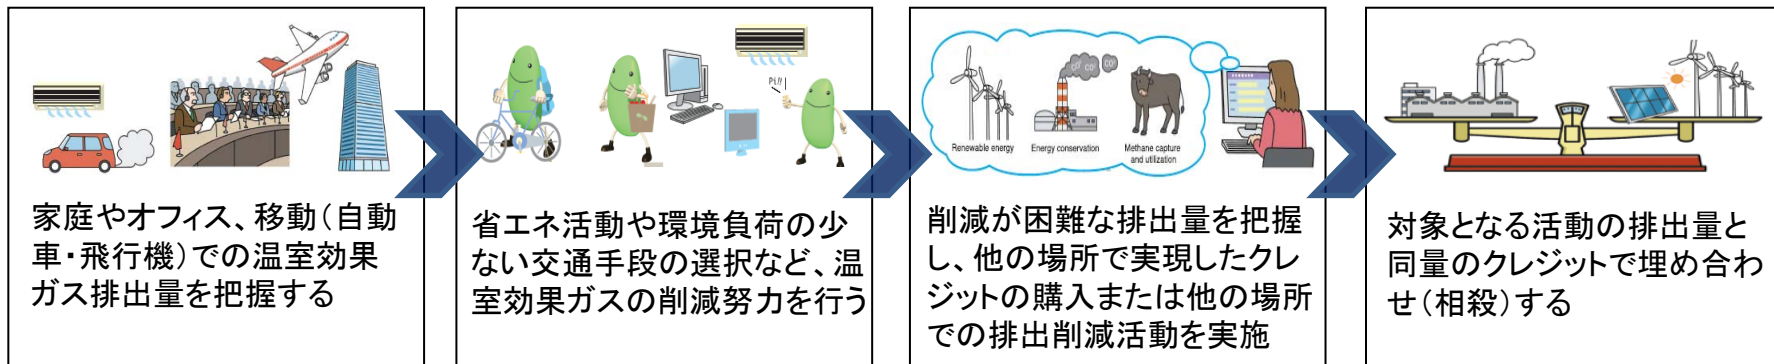 家庭やオフィス、移動（自動
車・飛行機）での温室効果
ガス排出量を把握する
Pi!!
省エネ活動や環境負荷の少
ない交通手段の選択など、温
室効果ガスの削減努力を行う
CO² CO² CO²
Renewable energy
Energy conservation
Methane capture
and utilization
削減が困難な排出量を把握
し、他の場所で実現したクレ
ジットの購入または他の場所
での排出削減活動を実施
対象となる活動の排出量と
同量のクレジットで埋め合わ
せ（相殺）する